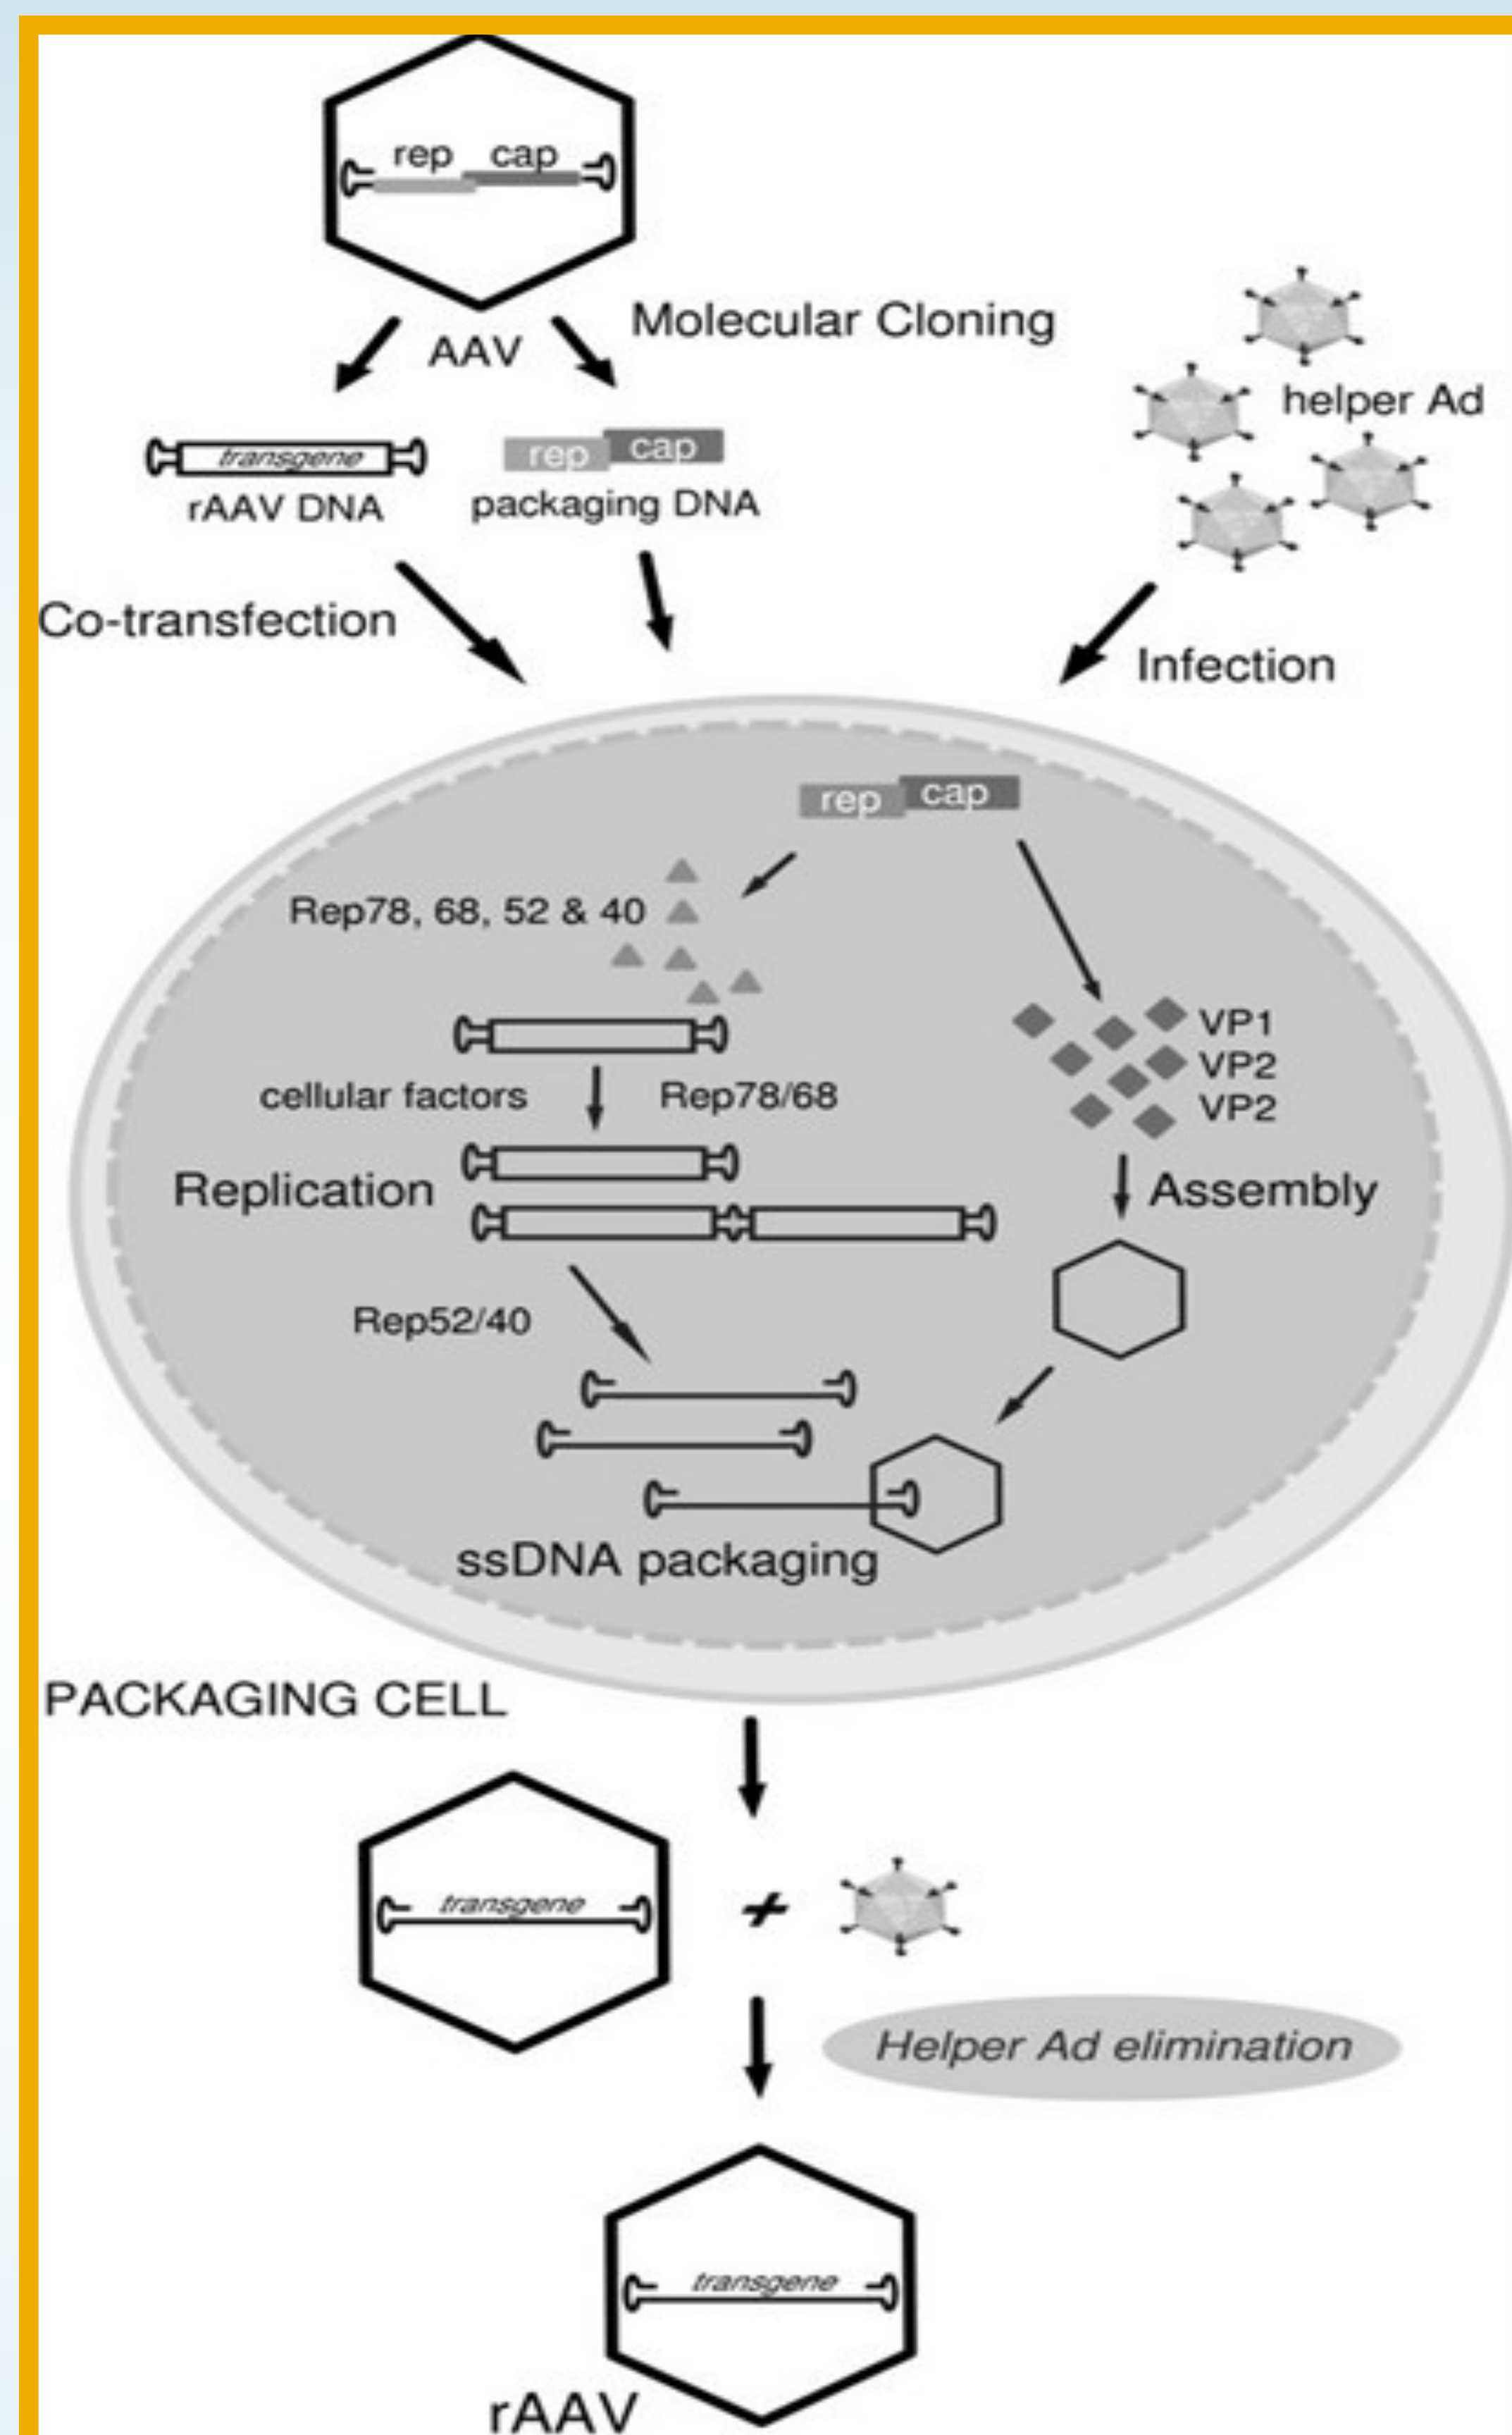 rep cap
AAV
Molecular Cloning
helper Ad
transgene
rAAV DNA
rep cap
packaging DNA
Co-transfection
Infection
rep cap
Rep78, 68, 52 & 40
VP1
VP2
VP2
cellular factors
Rep78/68
Replication
Assembly
Rep52/40
ssDNA packaging
PACKAGING CELL
transgene
+
Helper Ad elimination
transgene
rAAV